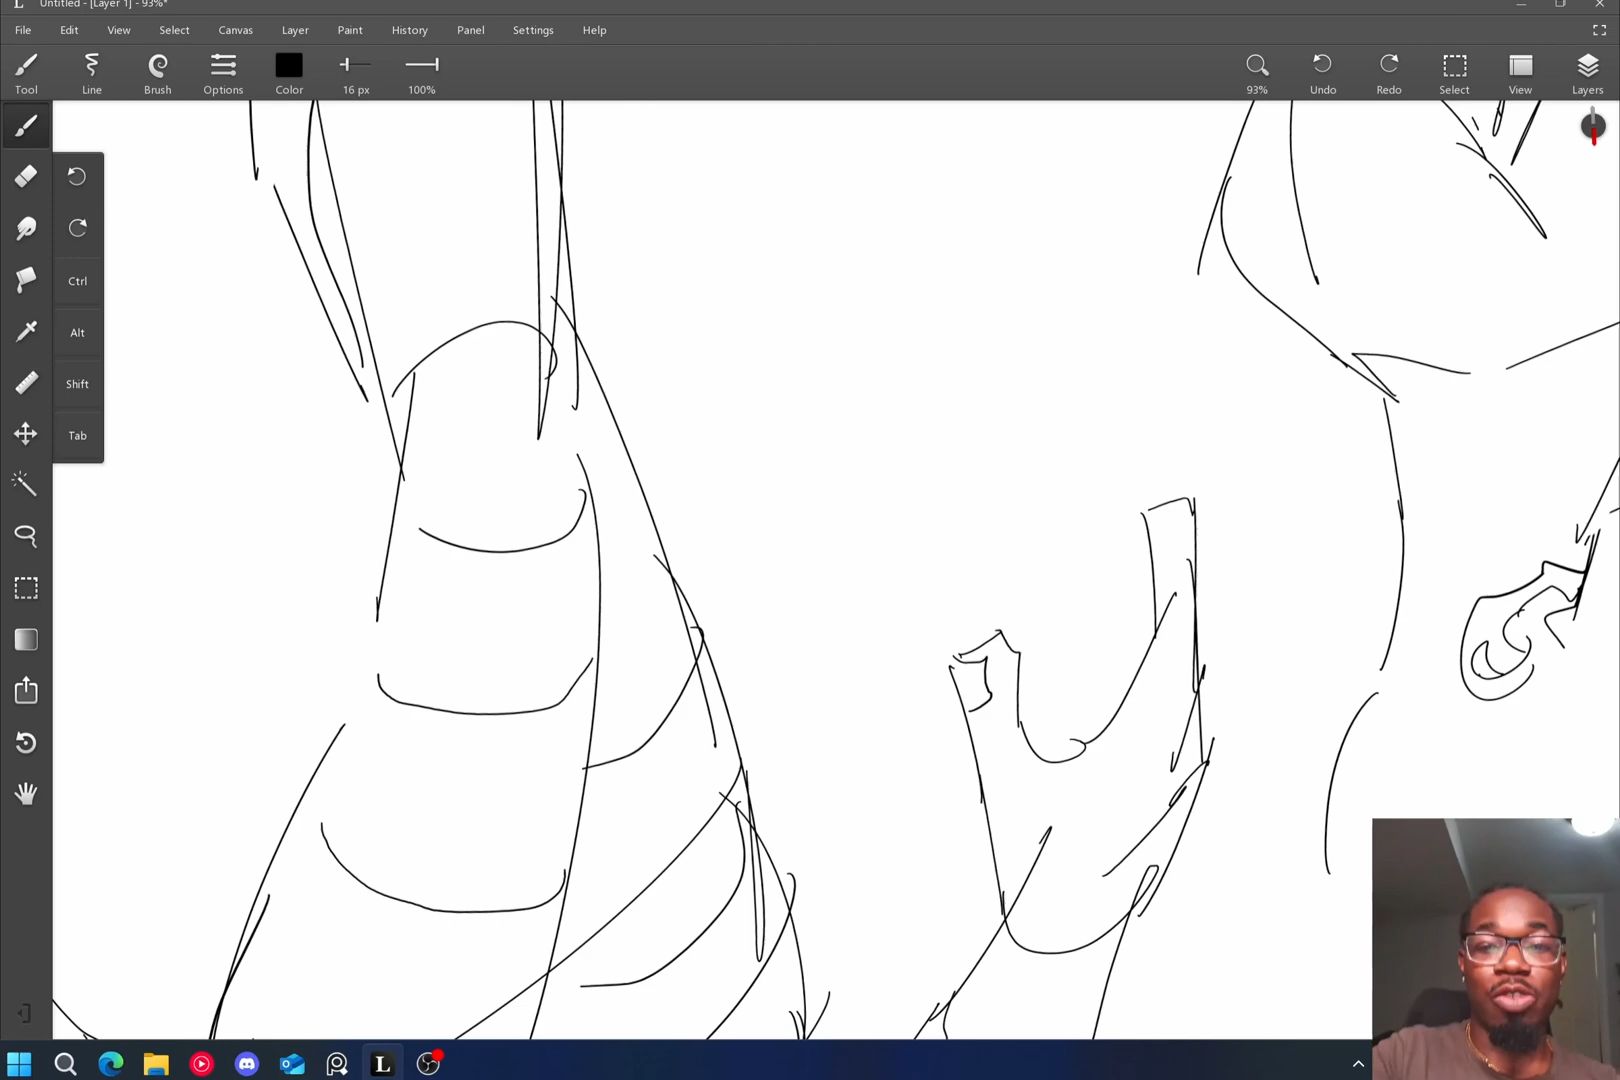 Untitled - [Layer 1] - 93%*
File Edit View Select Canvas Layer Paint History Panel Settings Help
Tool Line Brush Options Color 16 px 100% 93% Undo Redo Select View Layers
Ctrl
Alt
Shift
Tab